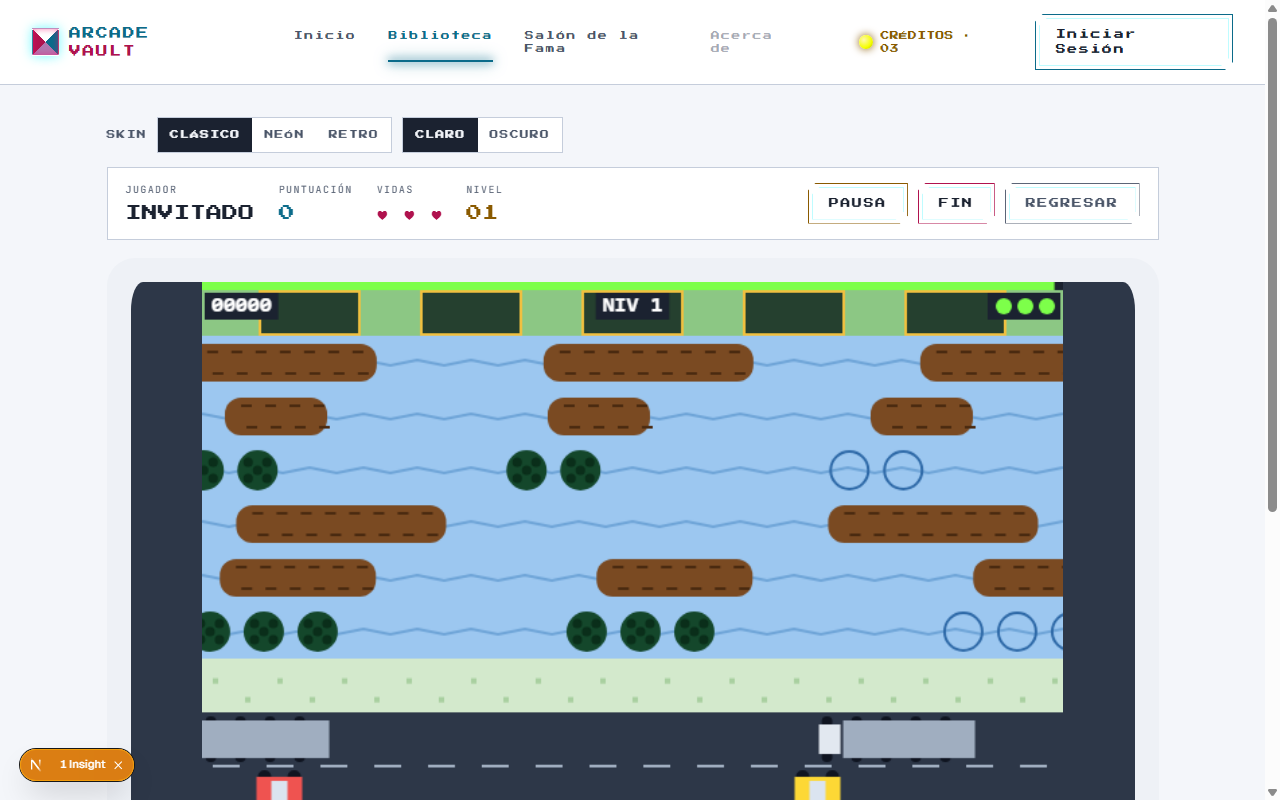 ARCADE
VAULT
Inicio
Biblioteca
Salón de la
Fama
Acerca
de
CRéDITOS ·
03
Iniciar
Sesión
SKIN
CLáSICO
NEóN
RETRO
CLARO
OSCURO
JUGADOR
INVITADO
PUNTUACIÓN
0
VIDAS
NIVEL
01
PAUSA
FIN
REGRESAR
00000
NIV 1
N
1 Insight